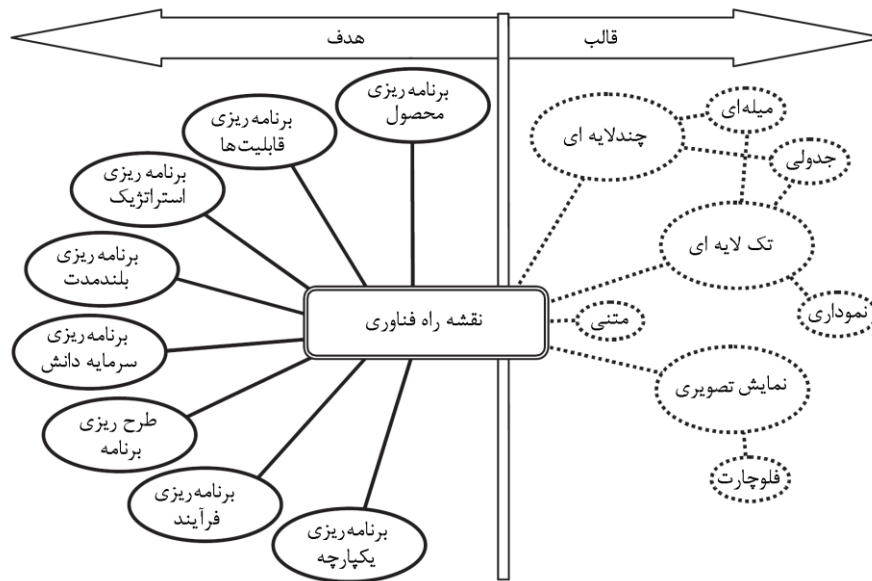 قالب
هدف
میله‌ای
چندلایه ای
جدولی
تک لایه ای
نموداری
متنی
نمایش تصویری
فلوچارت
نقشه راه فناوری
برنامه‌ریزی
محصول
برنامه‌ریزی
قابلیت‌ها
برنامه ریزی
استراتژیک
برنامه‌ریزی
بلندمدت
برنامه‌ریزی
سرمایه دانش
طرح ریزی
برنامه
برنامه‌ریزی
فرآیند
برنامه‌ریزی
یکپارچه